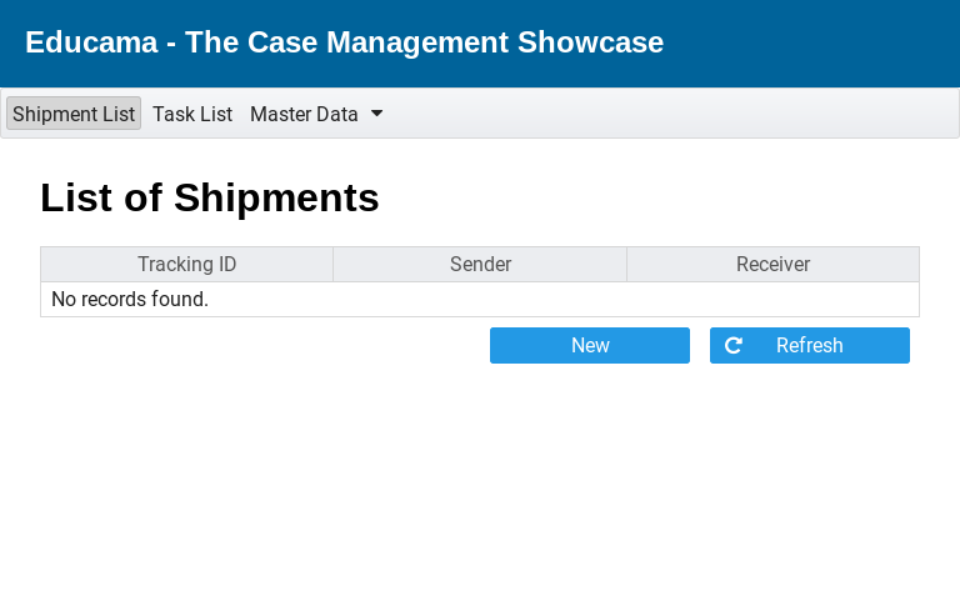 Educama - The Case Management Showcase
Shipment List Task List Master Data
List of Shipments
Tracking ID Sender Receiver
No records found.
New Refresh